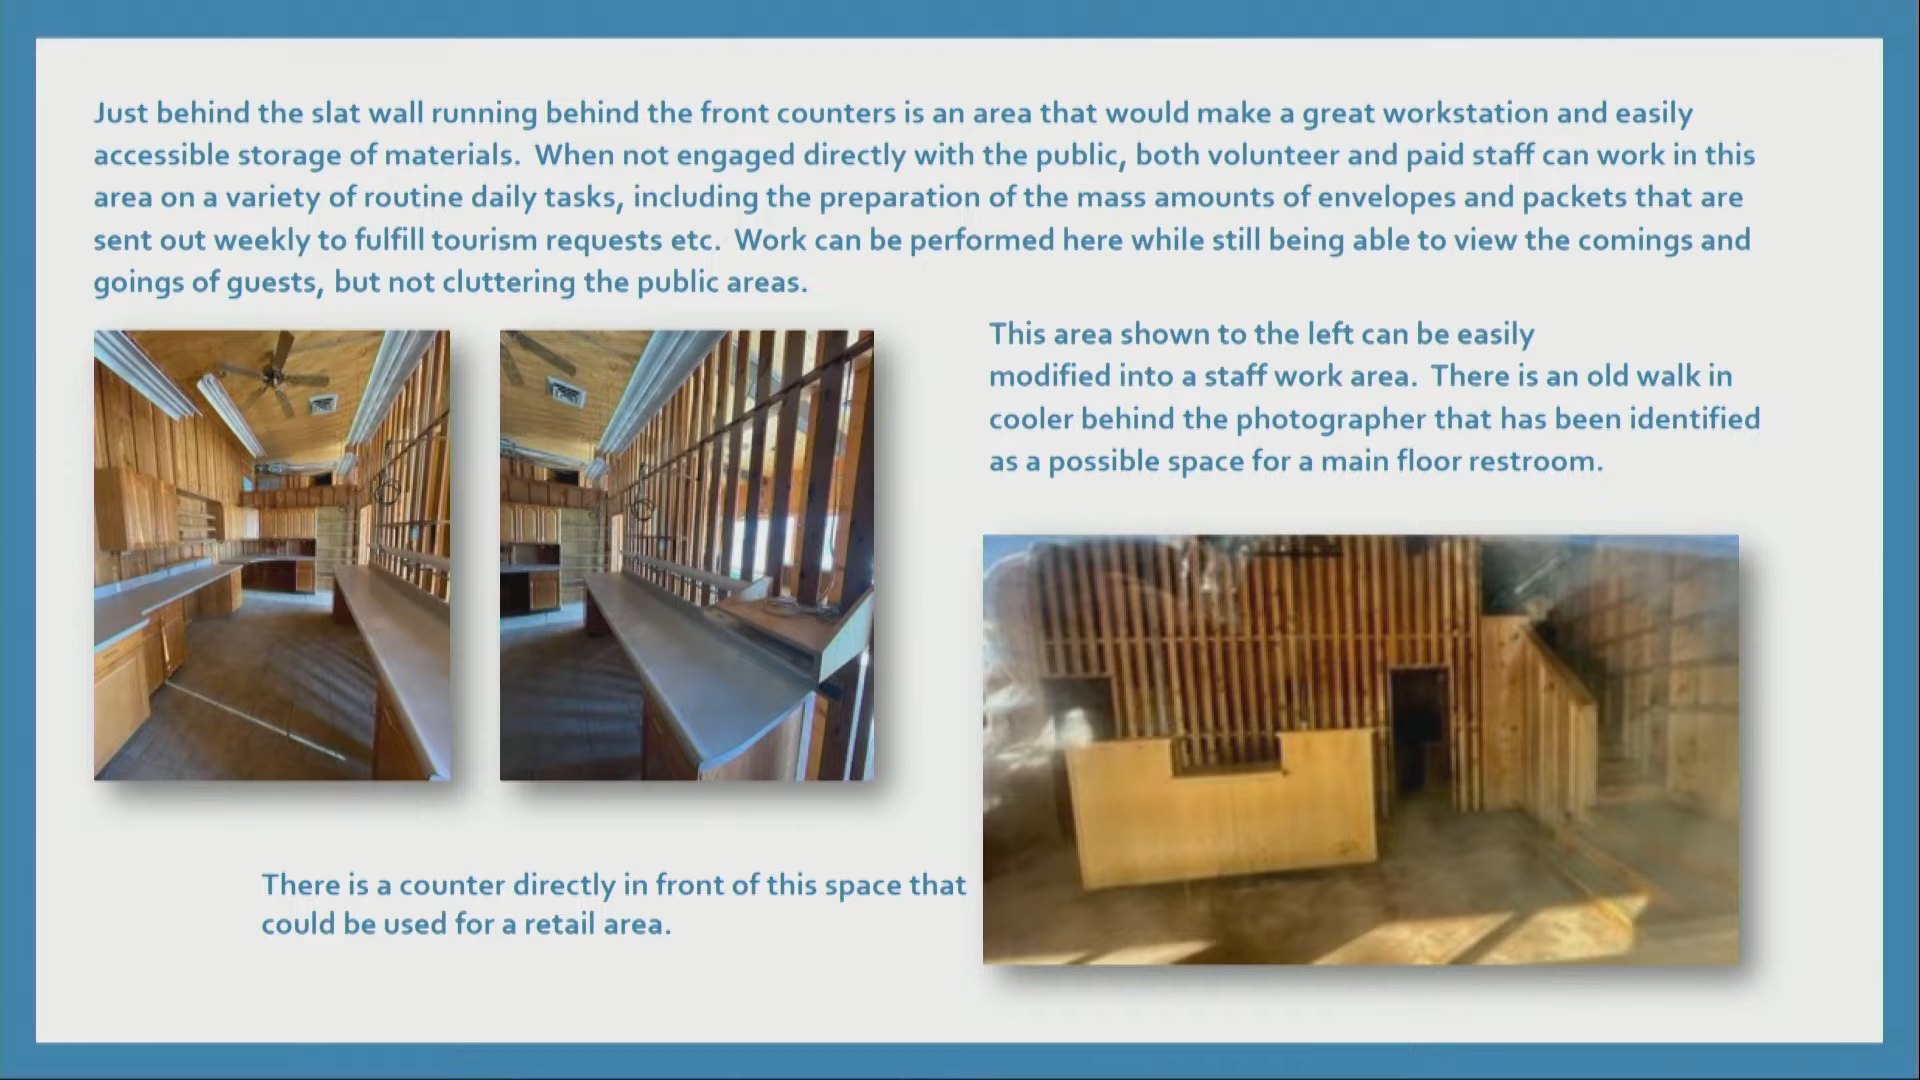 Just behind the slat wall running behind the front counters is an area that would make a great workstation and easily
accessible storage of materials.  When not engaged directly with the public, both volunteer and paid staff can work in this
area on a variety of routine daily tasks, including the preparation of the mass amounts of envelopes and packets that are
sent out weekly to fulfill tourism requests etc.  Work can be performed here while still being able to view the comings and
goings of guests, but not cluttering the public areas.
This area shown to the left can be easily
modified into a staff work area.  There is an old walk in
cooler behind the photographer that has been identified
as a possible space for a main floor restroom.
There is a counter directly in front of this space that
could be used for a retail area.